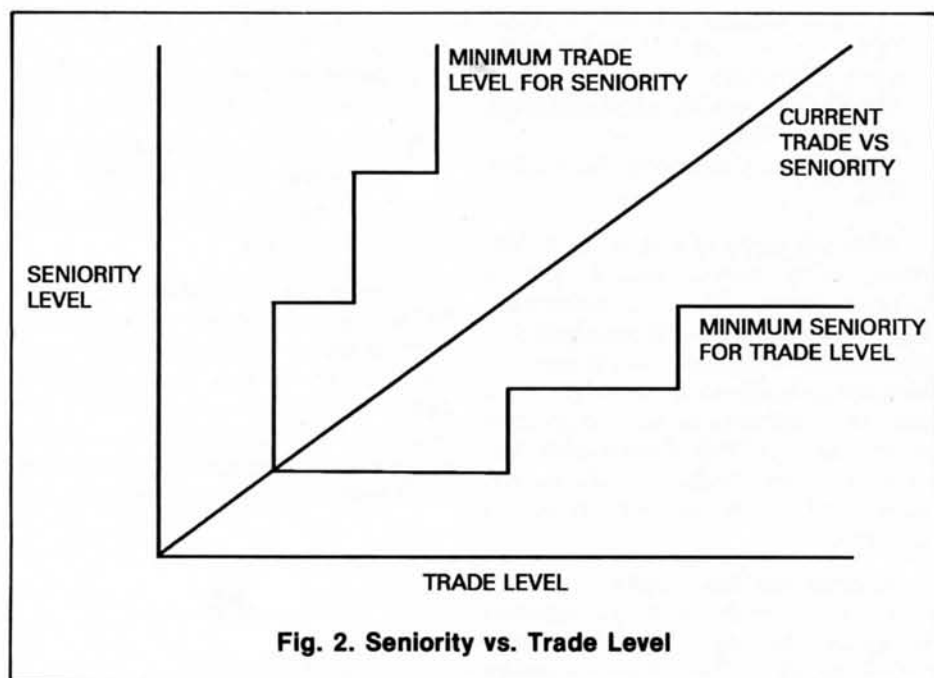 MINIMUM TRADE
LEVEL FOR SENIORITY
CURRENT
TRADE VS
SENIORITY
SENIORITY
LEVEL
MINIMUM SENIORITY
FOR TRADE LEVEL
TRADE LEVEL
Fig. 2. Seniority vs. Trade Level